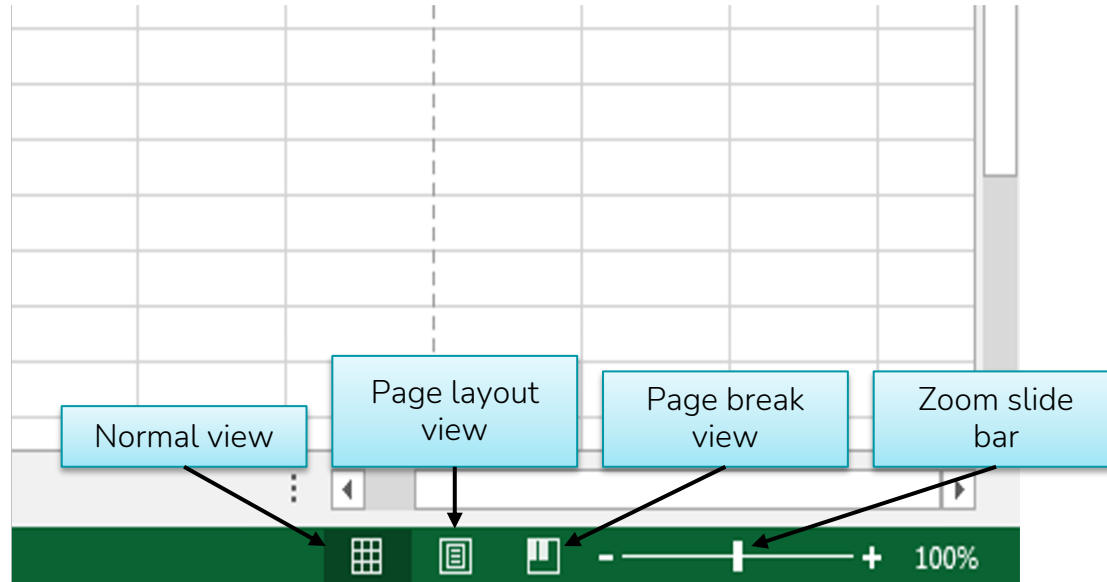 Normal view
Page layout
view
Page break
view
Zoom slide
bar
- + 100%